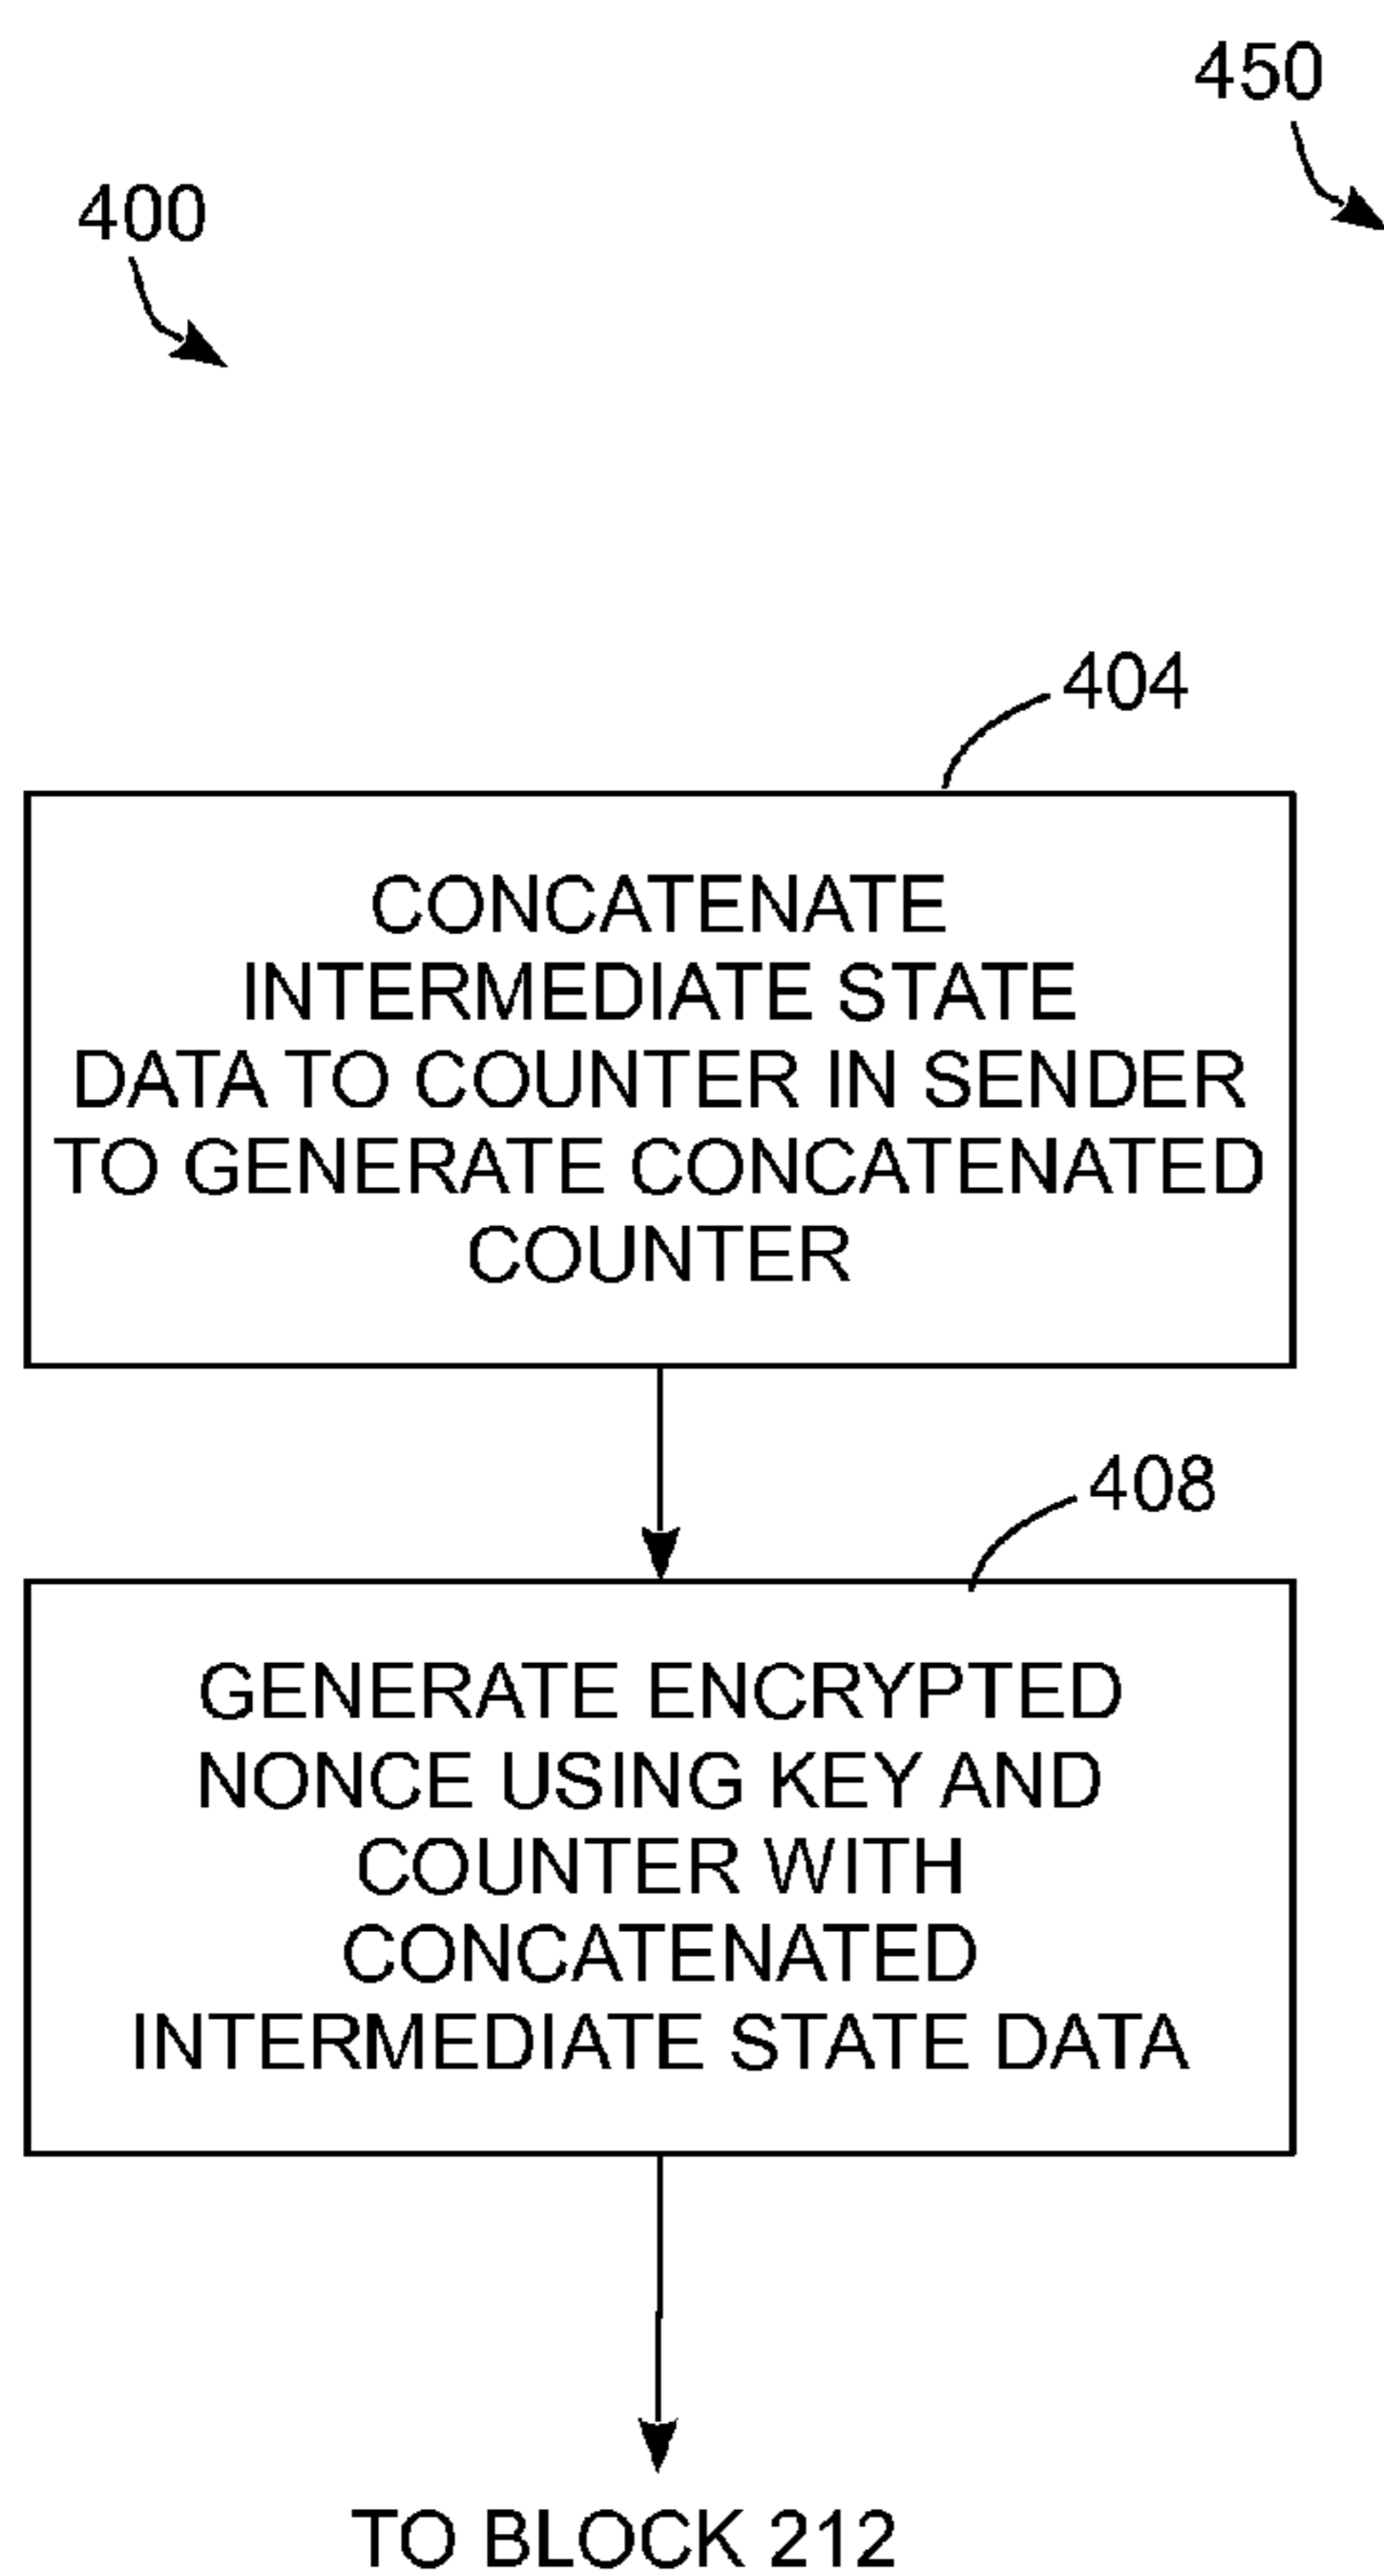 450
400
404
CONCATENATE
INTERMEDIATE STATE
DATA TO COUNTER IN SENDER
TO GENERATE CONCATENATED
COUNTER
408
GENERATE ENCRYPTED
NONCE USING KEY AND
COUNTER WITH
CONCATENATED
INTERMEDIATE STATE DATA
TO BLOCK 212